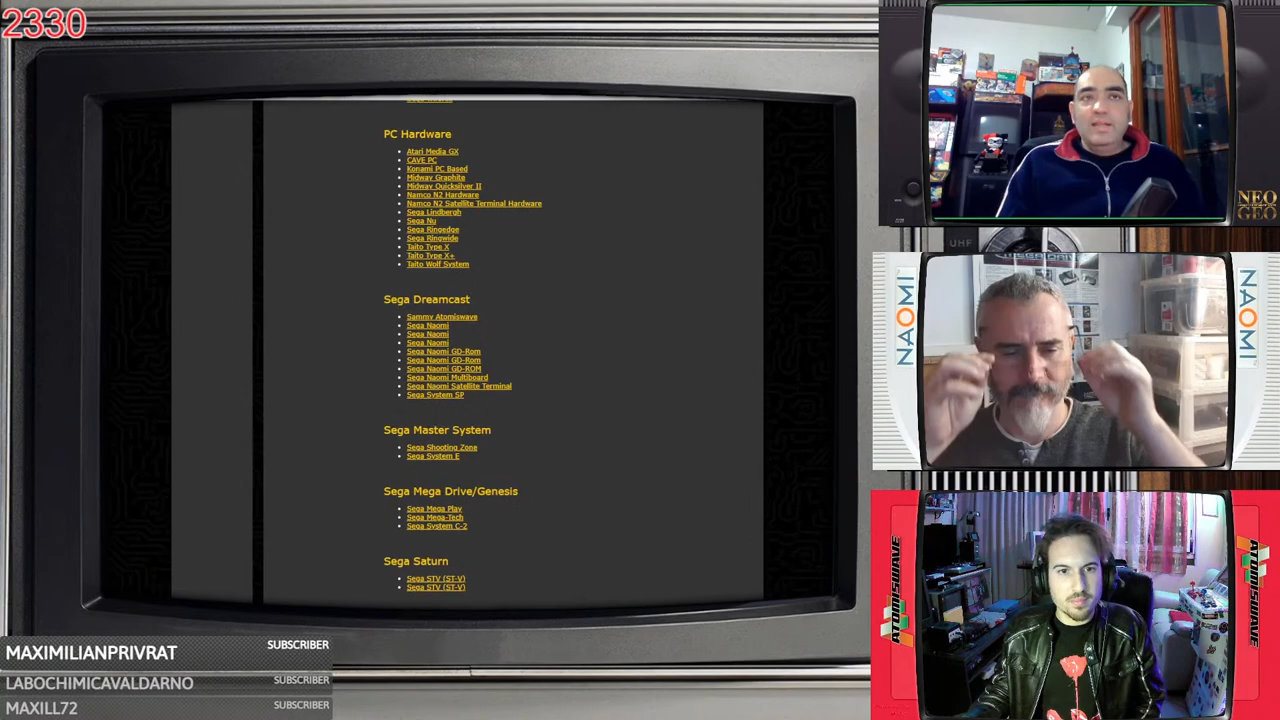 2330
PC Hardware
Atari Media GX
CAVE PC
Konami PC Based
Midway Graphite
Midway Quicksilver II
Namco N2 Hardware
Namco N2 Satellite Terminal Hardware
Sega Lindbergh
Sega Nu
Sega Ringedge
Sega Ringwide
Taito Type X
Taito Type X+
Taito Wolf System
Sega Dreamcast
Sammy Atomiswave
Sega Naomi
Sega Naomi
Sega Naomi
Sega Naomi GD-Rom
Sega Naomi GD-Rom
Sega Naomi GD-ROM
Sega Naomi Multiboard
Sega Naomi Satellite Terminal
Sega System SP
Sega Master System
Sega Shooting Zone
Sega System E
Sega Mega Drive/Genesis
Sega Mega Play
Sega Mega-Tech
Sega System C-2
Sega Saturn
Sega STV (ST-V)
Sega STV (ST-V)
MAXIMILIANPRIVRAT SUBSCRIBER
LABOCHIMICAVALDARNO SUBSCRIBER
MAXILL72 SUBSCRIBER
NEO
GEO
UHF
MEGA DRIVE
NAOMI
NAOMI
ATOMISWAVE
ATOMISWAVE